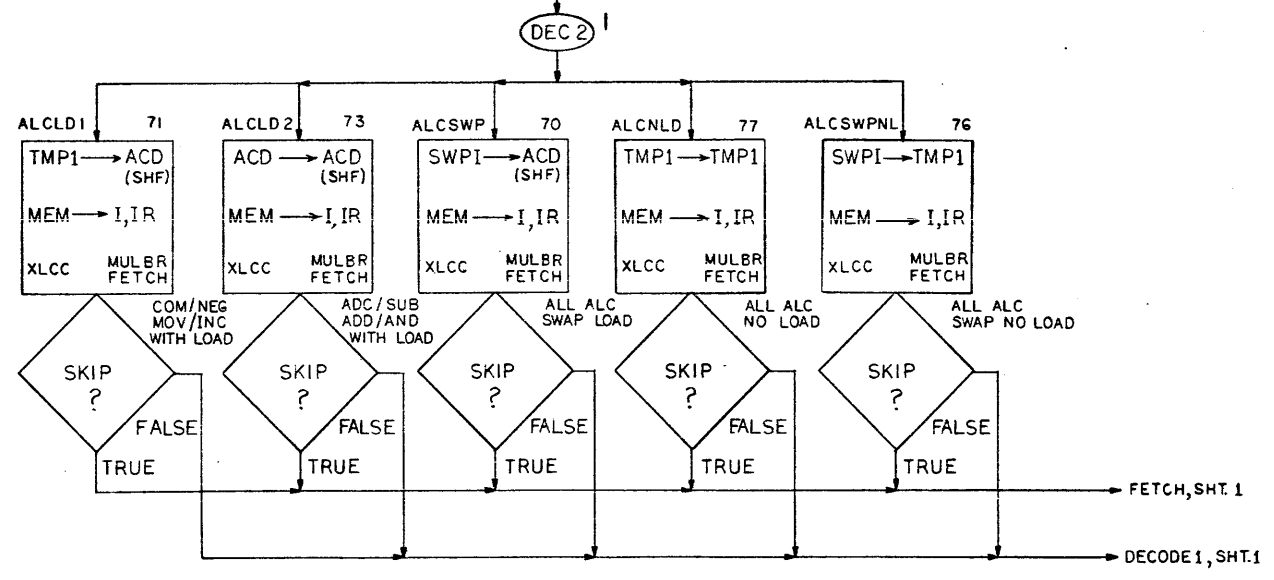 DEC 2 1
ALCLD1 71
TMP1 → ACD
(SHF)
MEM → I, IR
XLCC MULBR
FETCH
COM/NEG
MOV/INC
WITH LOAD
SKIP
?
FALSE
TRUE
ALCLD2 73
ACD → ACD
(SHF)
MEM → I, IR
XLCC MULBR
FETCH
ADC/SUB
ADD/AND
WITH LOAD
SKIP
?
FALSE
TRUE
ALCSWP 70
SWPI → ACD
(SHF)
MEM → I, IR
XLCC MULBR
FETCH
ALL ALC
SWAP LOAD
SKIP
?
FALSE
TRUE
ALCNLD 77
TMP1 → TMP1
MEM → I, IR
XLCC MULBR
FETCH
ALL ALC
NO LOAD
SKIP
?
FALSE
TRUE
ALCSWPNL 76
SWPI → TMP1
MEM → I, IR
XLCC MULBR
FETCH
ALL ALC
SWAP NO LOAD
SKIP
?
FALSE
TRUE
FETCH, SHT. 1
DECODE 1, SHT. 1